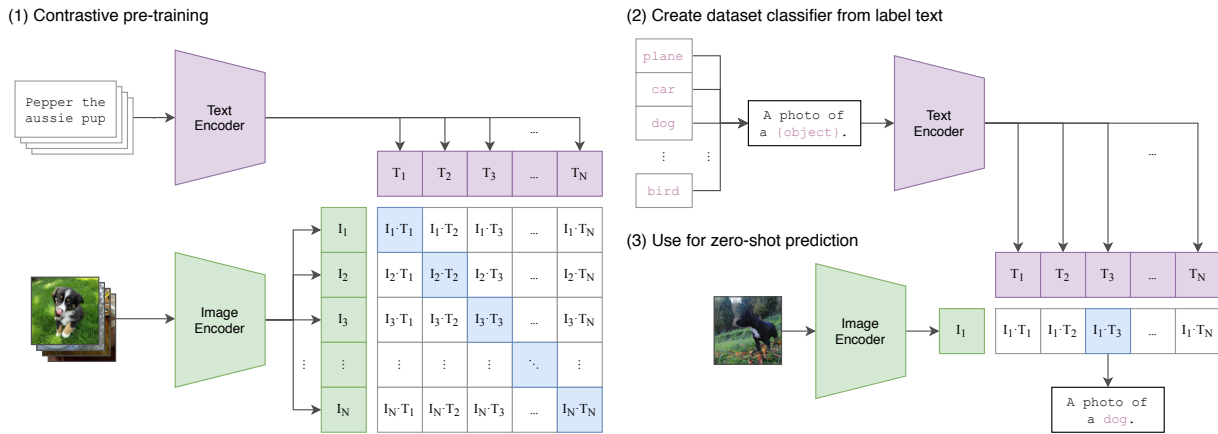 (1) Contrastive pre-training
Pepper the
aussie pup
Text
Encoder
...
T1 T2 T3 ... TN
I1 I1·T1 I1·T2 I1·T3 ... I1·TN
I2 I2·T1 I2·T2 I2·T3 ... I2·TN
I3 I3·T1 I3·T2 I3·T3 ... I3·TN
⋮ ⋮ ⋮ ⋮ ⋮ ⋱ ⋮
IN IN·T1 IN·T2 IN·T3 ... IN·TN
Image
Encoder
(2) Create dataset classifier from label text
plane
car
dog
⋮ ⋮
bird
A photo of
a {object}.
Text
Encoder
...
(3) Use for zero-shot prediction
T1 T2 T3 ... TN
Image
Encoder
I1 I1·T1 I1·T2 I1·T3 ... I1·TN
A photo of
a dog.